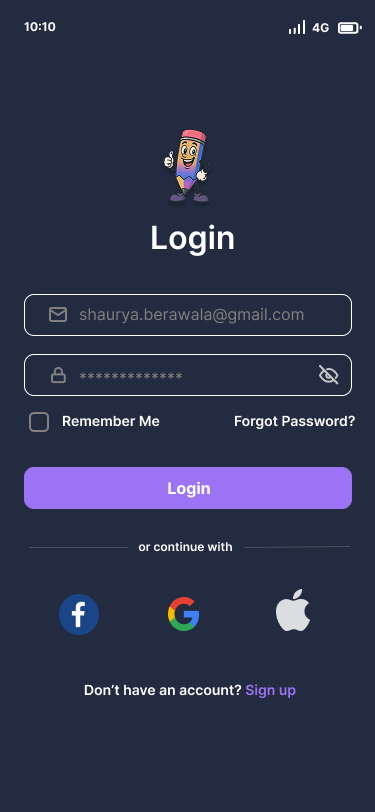 10:10
4G
Login
shaurya.berawala@gmail.com
*************
Remember Me
Forgot Password?
Login
or continue with
Don't have an account? Sign up